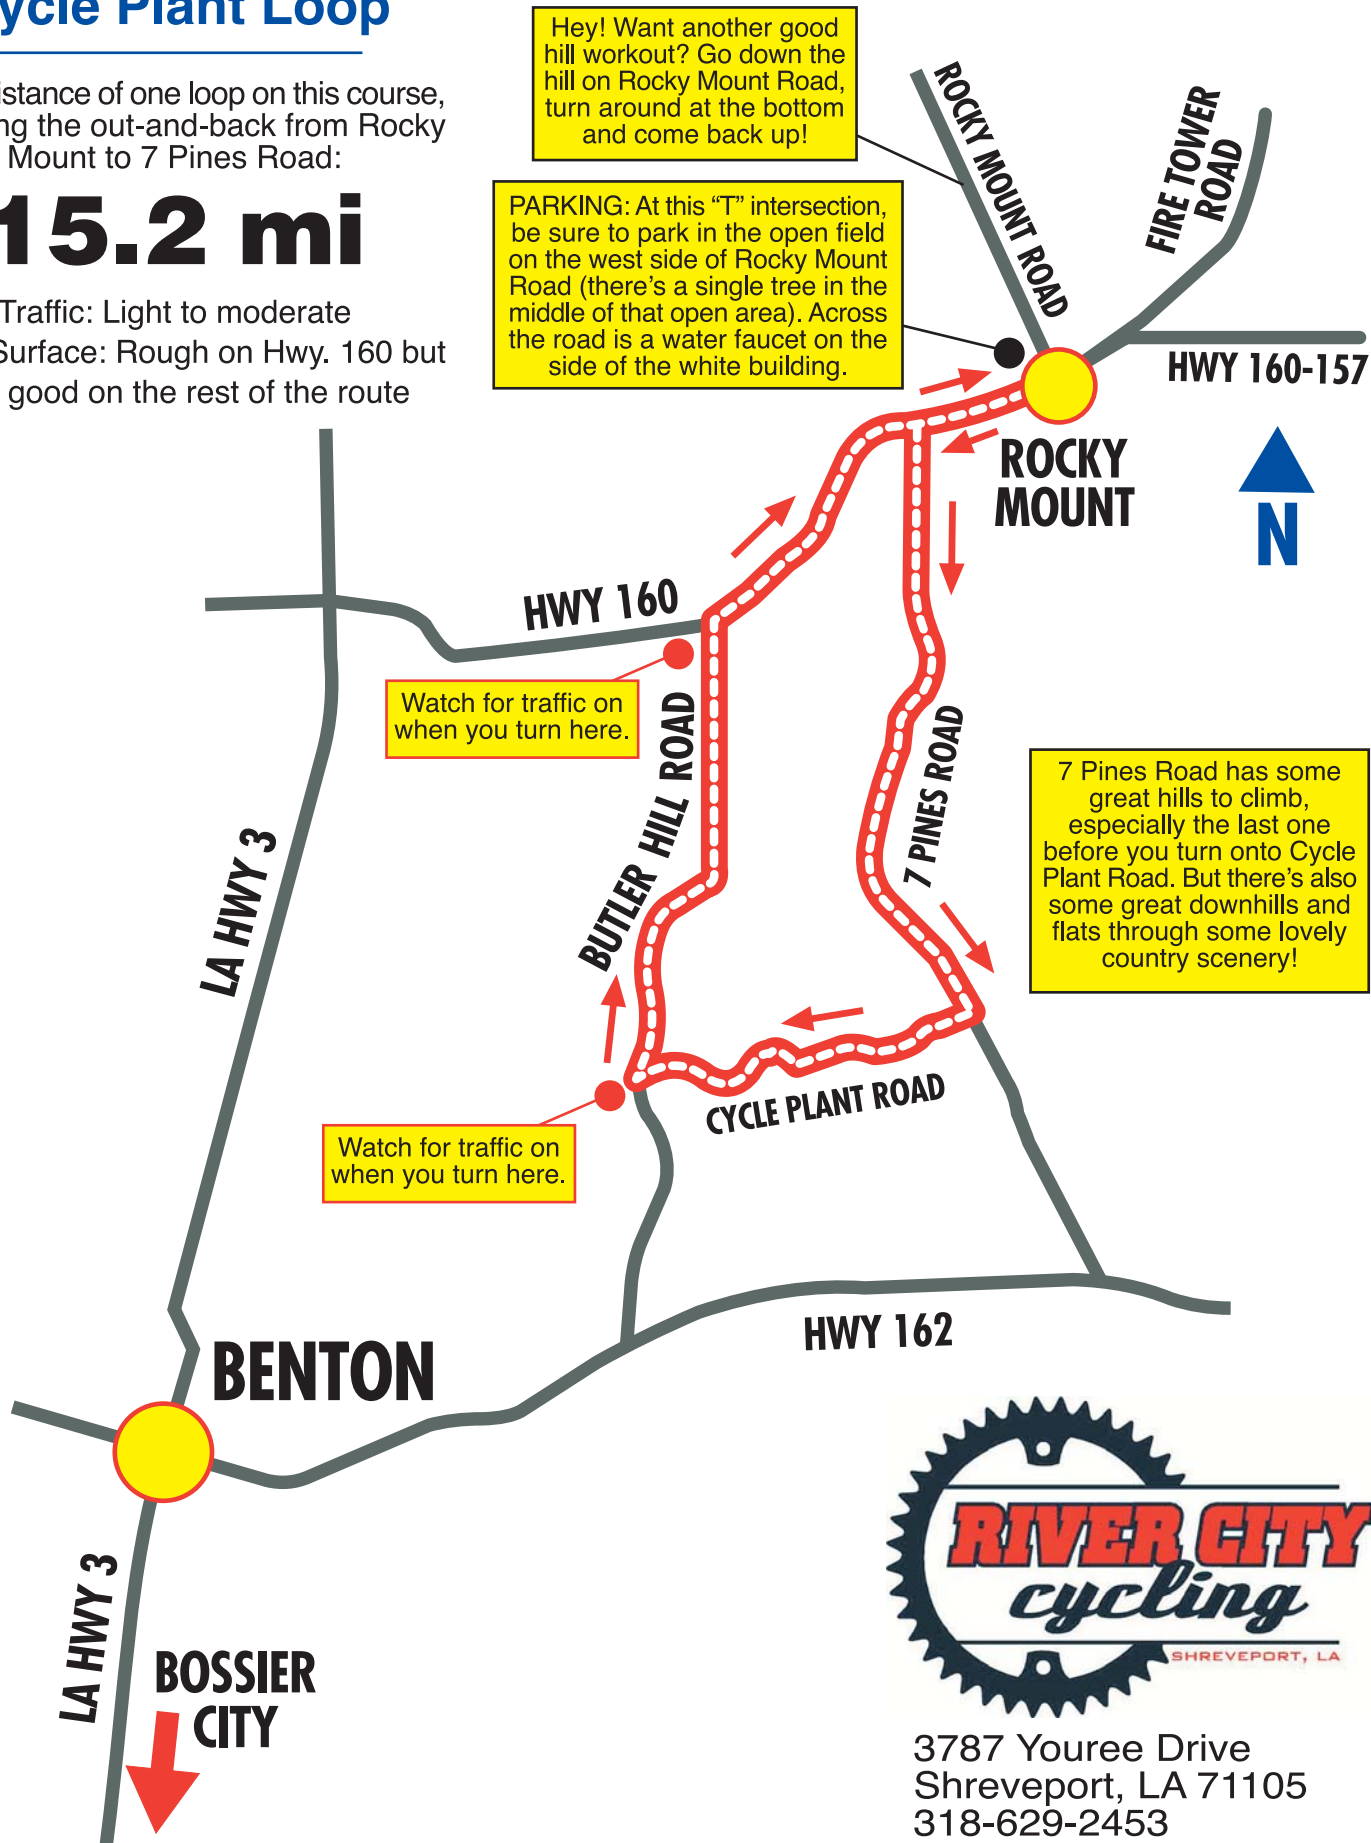 ycle Plant Loop
istance of one loop on this course,
ng the out-and-back from Rocky
Mount to 7 Pines Road:
15.2 mi
Traffic: Light to moderate
Surface: Rough on Hwy. 160 but
good on the rest of the route
Hey! Want another good
hill workout? Go down the
hill on Rocky Mount Road,
turn around at the bottom
and come back up!
PARKING: At this “T” intersection,
be sure to park in the open field
on the west side of Rocky Mount
Road (there’s a single tree in the
middle of that open area). Across
the road is a water faucet on the
side of the white building.
ROCKY MOUNT ROAD
FIRE TOWER
ROAD
HWY 160-157
ROCKY
MOUNT
N
HWY 160
Watch for traffic on
when you turn here.
BUTLER HILL ROAD
7 PINES ROAD
7 Pines Road has some
great hills to climb,
especially the last one
before you turn onto Cycle
Plant Road. But there’s also
some great downhills and
flats through some lovely
country scenery!
LA HWY 3
CYCLE PLANT ROAD
Watch for traffic on
when you turn here.
HWY 162
BENTON
LA HWY 3
BOSSIER
CITY
RIVER CITY
cycling
SHREVEPORT, LA
3787 Youree Drive
Shreveport, LA 71105
318-629-2453